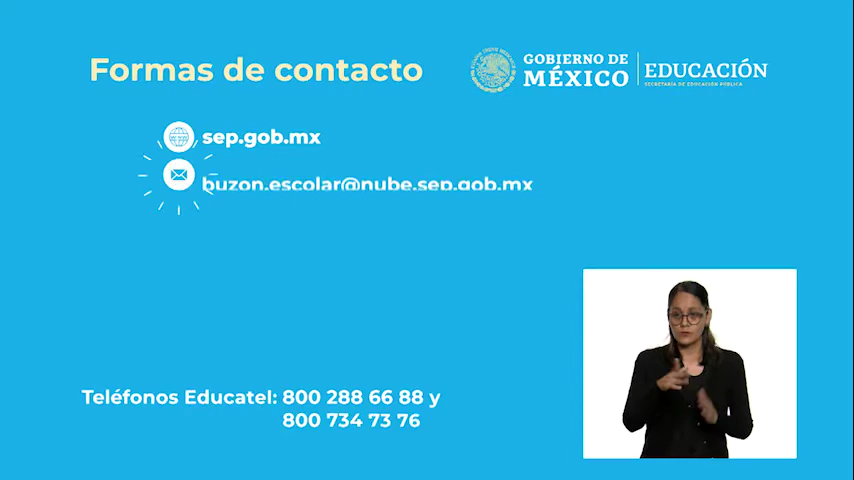 Formas de contacto
GOBIERNO DE
MÉXICO
EDUCACIÓN
SECRETARÍA DE EDUCACIÓN PÚBLICA
sep.gob.mx
buzon.escolar@nube.sep.gob.mx
Teléfonos Educatel: 800 288 66 88 y
800 734 73 76